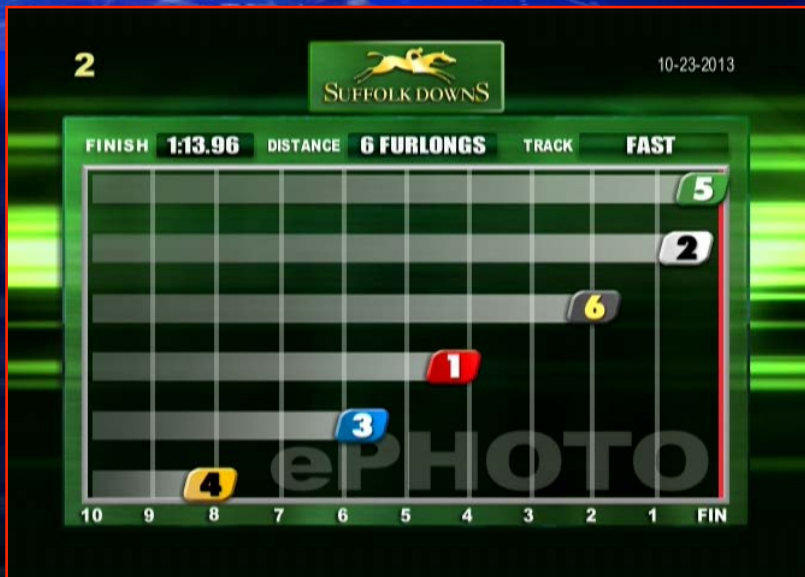 2
SUFFOLK DOWNS
10-23-2013
FINISH 1:13.96 DISTANCE 6 FURLONGS TRACK FAST
5
2
6
1
3
4
ePHOTO
10 9 8 7 6 5 4 3 2 1 FIN